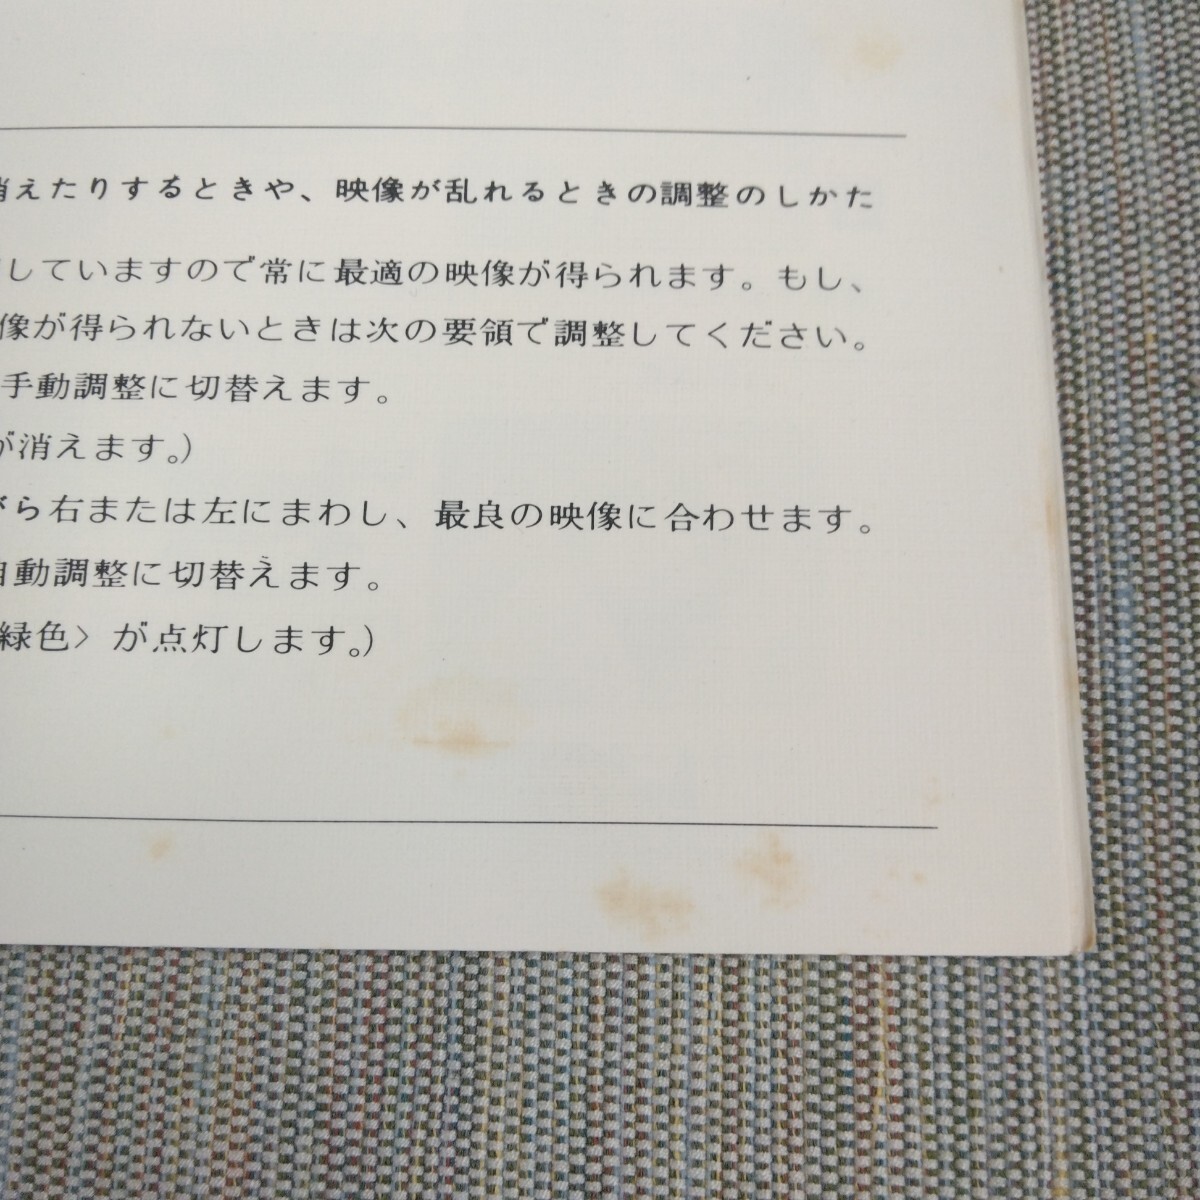 消えたりするときや、映像が乱れるときの調整のしかた
していますので常に最適の映像が得られます。もし、
像が得られないときは次の要領で調整してください。
手動調整に切替えます。
が消えます。)
がら右または左にまわし、最良の映像に合わせます。
自動調整に切替えます。
緑色〉が点灯します。)